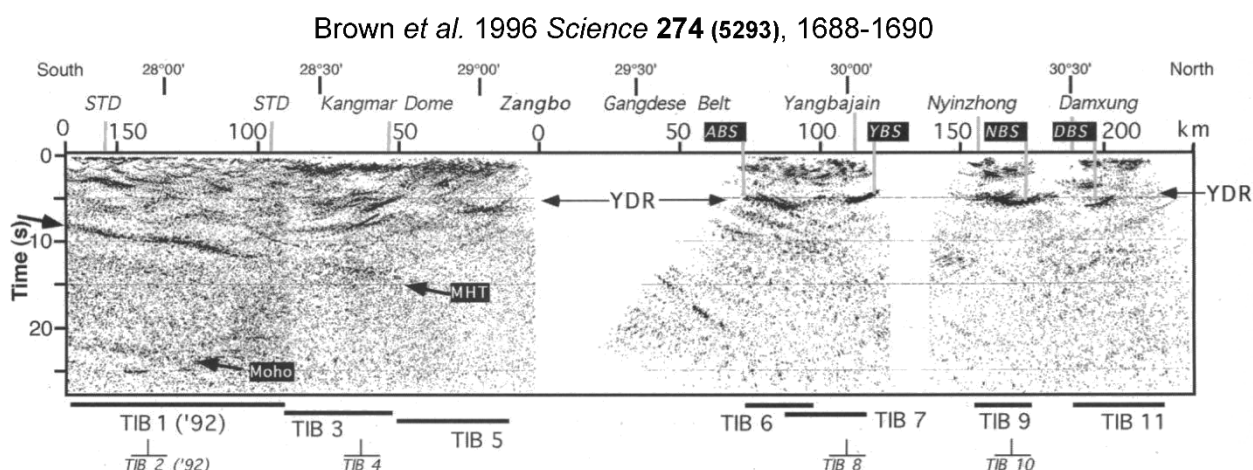 Brown et al. 1996 Science 274 (5293), 1688-1690
South 28°00' 28°30' 29°00' 29°30' 30°00' 30°30' North
STD STD Kangmar Dome Zangbo Gangdese Belt Yangbajain Nyinzhong Damxung
0 150 100 50 0 50 ABS 100 YBS 150 NBS DBS 200 km
0
YDR YDR
10
MHT
20
Moho
Time (s)
TIB 1 ('92) TIB 3 TIB 5 TIB 6 TIB 7 TIB 9 TIB 11
TIB 2 ('92) TIB 4 TIB 8 TIB 10